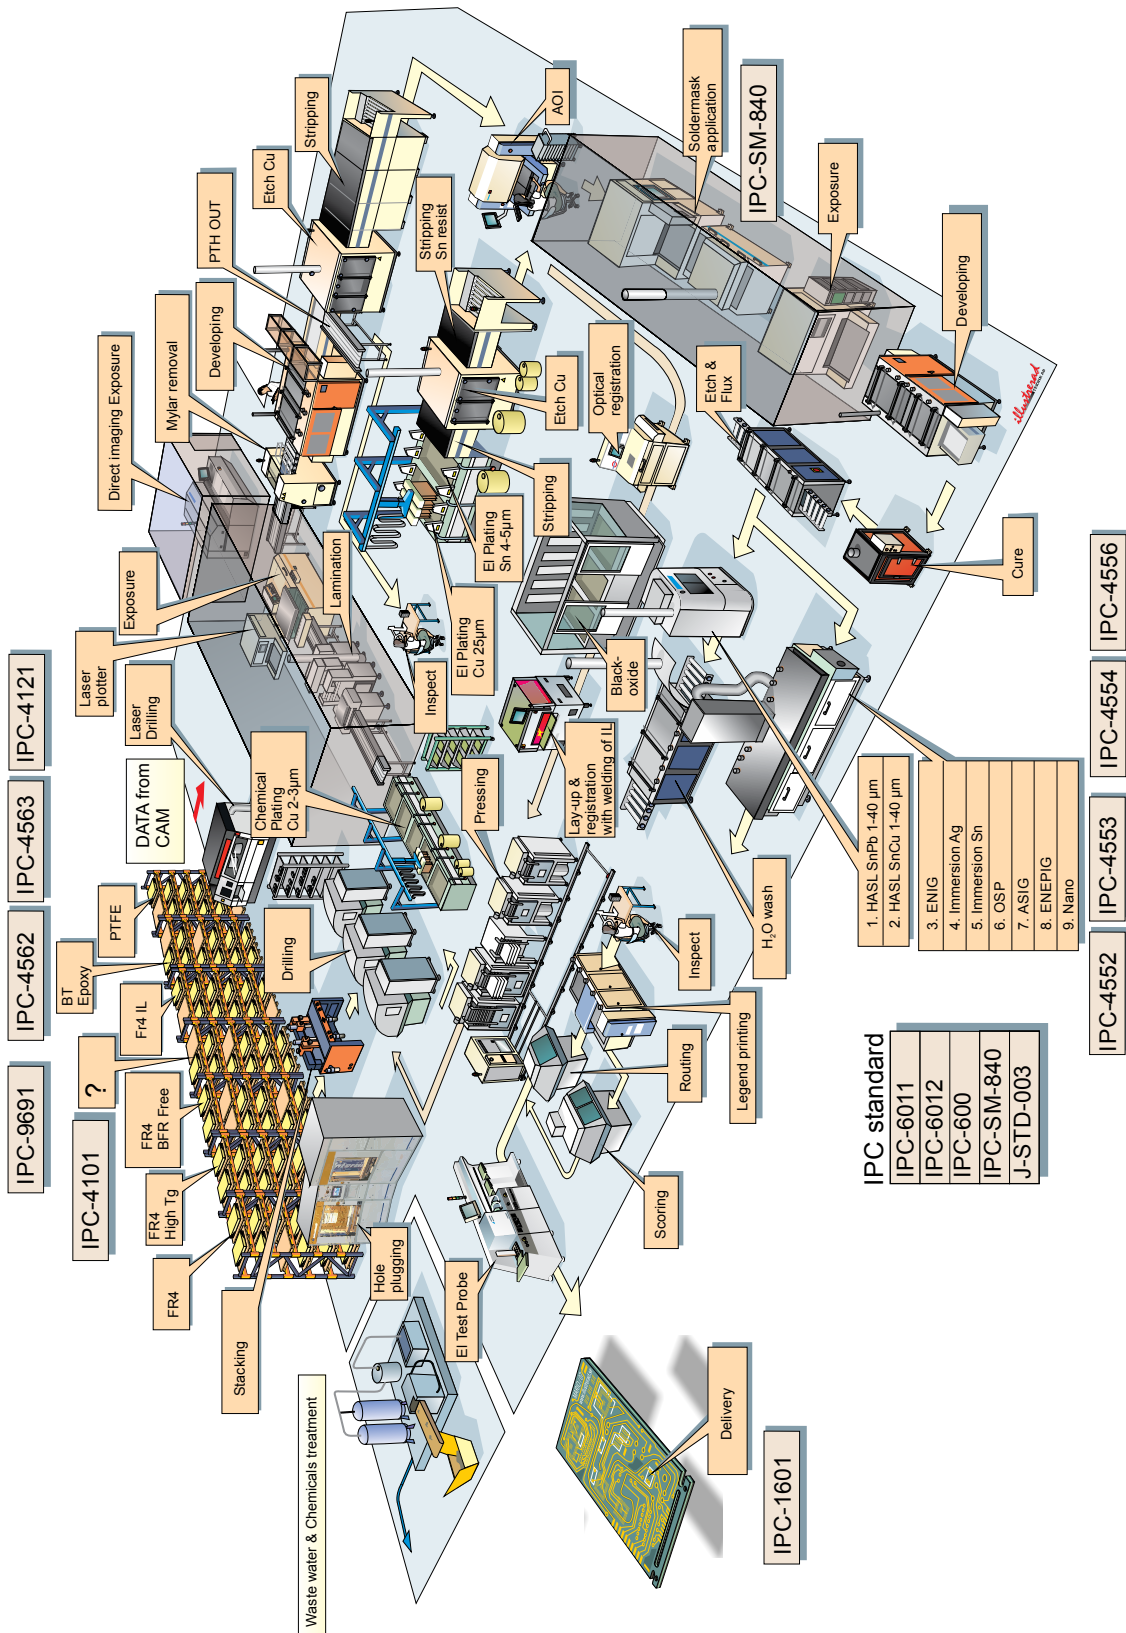 IPC-9691
IPC-4562
IPC-4563
IPC-4121
IPC-4101
?
BT
Epoxy
PTFE
DATA from
CAM
Laser
Drilling
Laser
plotter
Exposure
Direct imaging Exposure
Mylar removal
Developing
PTH OUT
Etch Cu
Stripping
FR4
FR4
High Tg
FR4
BFR Free
Fr4 IL
Stacking
Drilling
Chemical
Plating
Cu 2-3µm
Lamination
Inspect
El Plating
Cu 25µm
El Plating
Sn 4-5µm
Stripping
Etch Cu
Stripping
Sn resist
AOI
Hole
plugging
Pressing
Lay-up &
registration
with welding of IL
Black-
oxide
Optical
registration
Soldermask
application
IPC-SM-840
Exposure
Developing
Etch &
Flux
Cure
Waste water & Chemicals treatment
El Test Probe
Scoring
Routing
Legend printing
Inspect
H₂O wash
1. HASL SnPb 1-40 µm
2. HASL SnCu 1-40 µm
3. ENIG
4. Immersion Ag
5. Immersion Sn
6. OSP
7. ASIG
8. ENEPIG
9. Nano
Delivery
IPC-1601
IPC standard
IPC-6011
IPC-6012
IPC-600
IPC-SM-840
J-STD-003
IPC-4552
IPC-4553
IPC-4554
IPC-4556
illustrerad